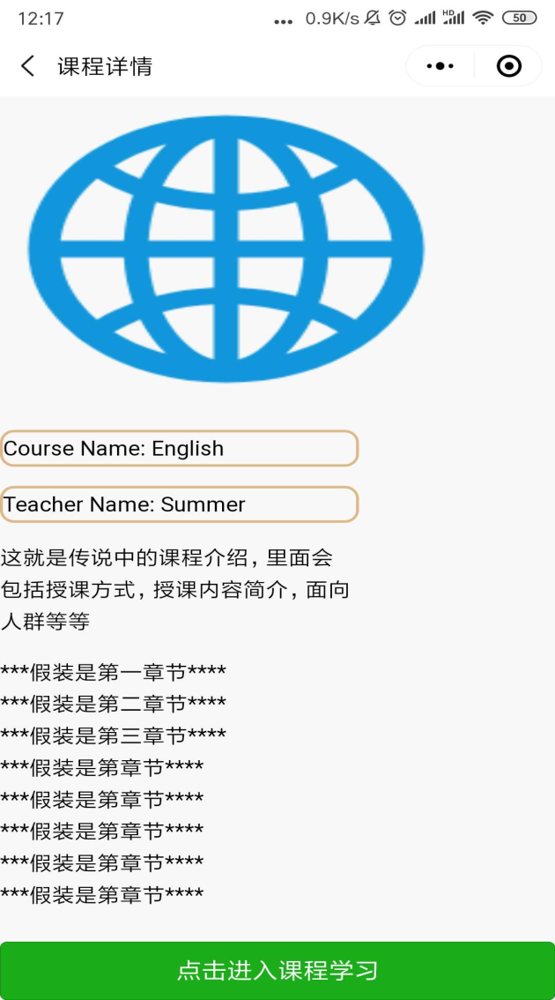 12:17
... 0.9K/s HD 50
课程详情
Course Name: English
Teacher Name: Summer
这就是传说中的课程介绍，里面会
包括授课方式，授课内容简介，面向
人群等等
***假装是第一章节****
***假装是第二章节****
***假装是第三章节****
***假装是第章节****
***假装是第章节****
***假装是第章节****
***假装是第章节****
***假装是第章节****
点击进入课程学习